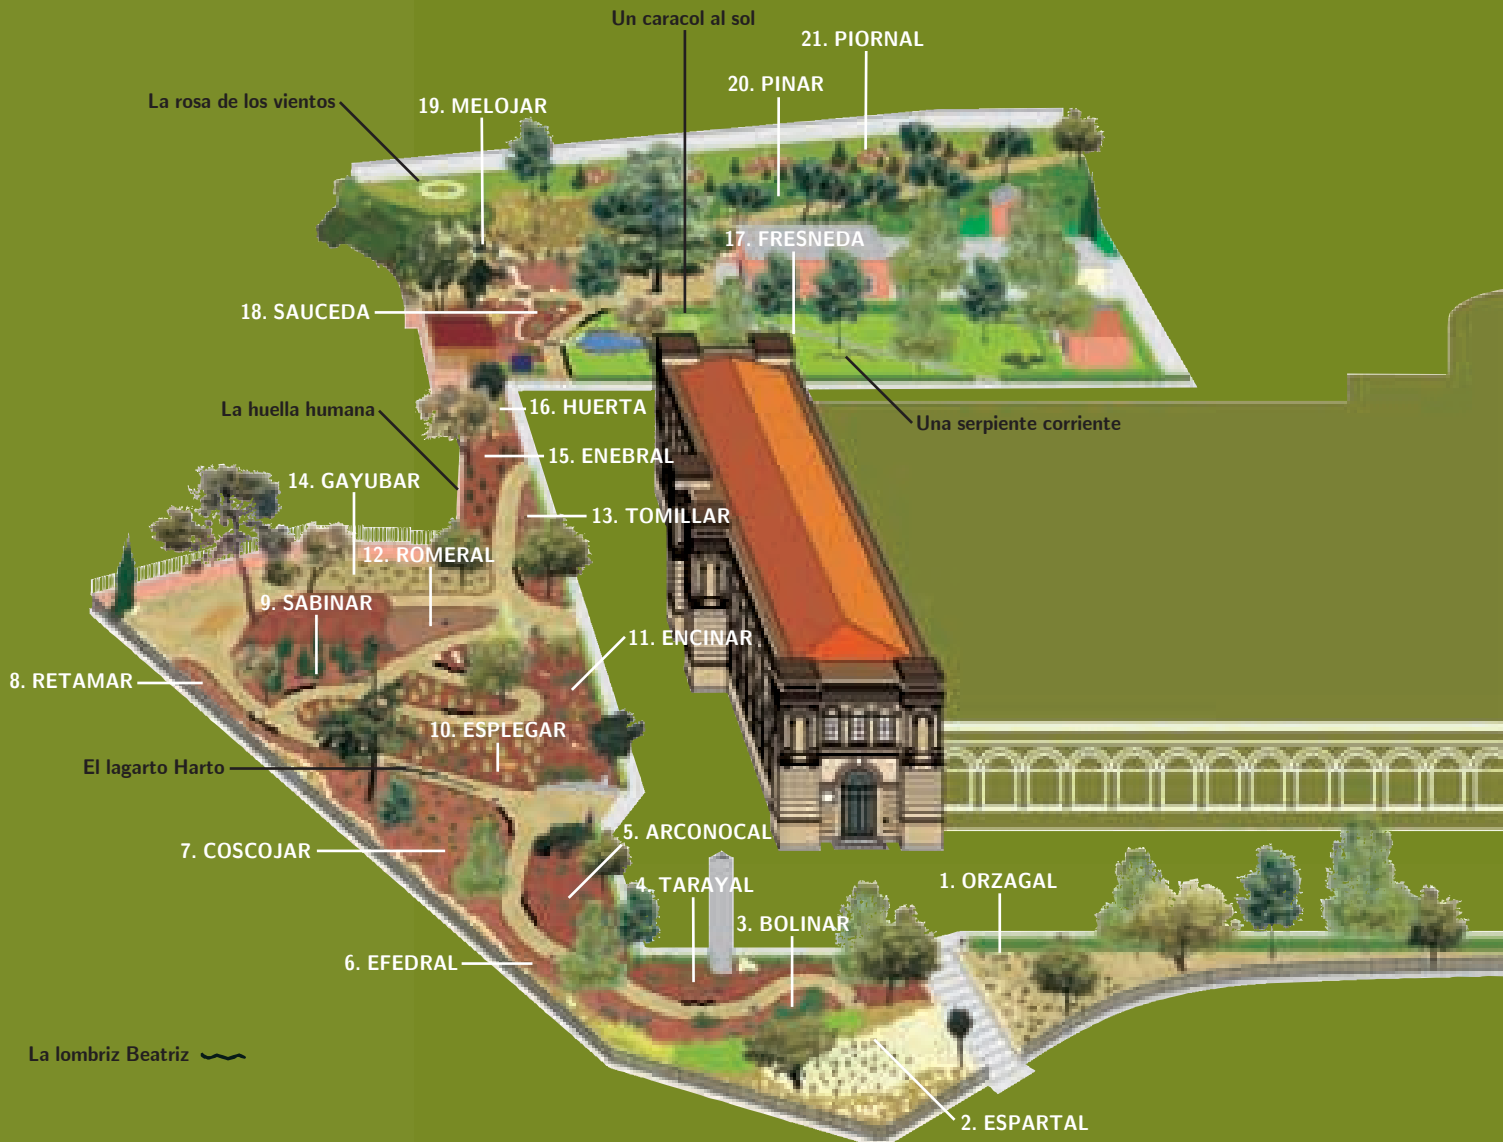 Un caracol al sol
21. PIORNAL
20. PINAR
La rosa de los vientos
19. MELOJAR
17. FRESNEDA
18. SAUCEDA
La huella humana
16. HUERTA
Una serpiente corriente
15. ENEBRAL
14. GAYUBAR
13. TOMILLAR
12. ROMERAL
9. SABINAR
11. ENCINAR
8. RETAMAR
10. ESPLEGAR
El lagarto Harto
5. ARCONOCAL
7. COSCOJAR
4. TARAYAL
1. ORZAGAL
3. BOLINAR
6. EFEDRAL
La lombriz Beatriz
2. ESPARTAL